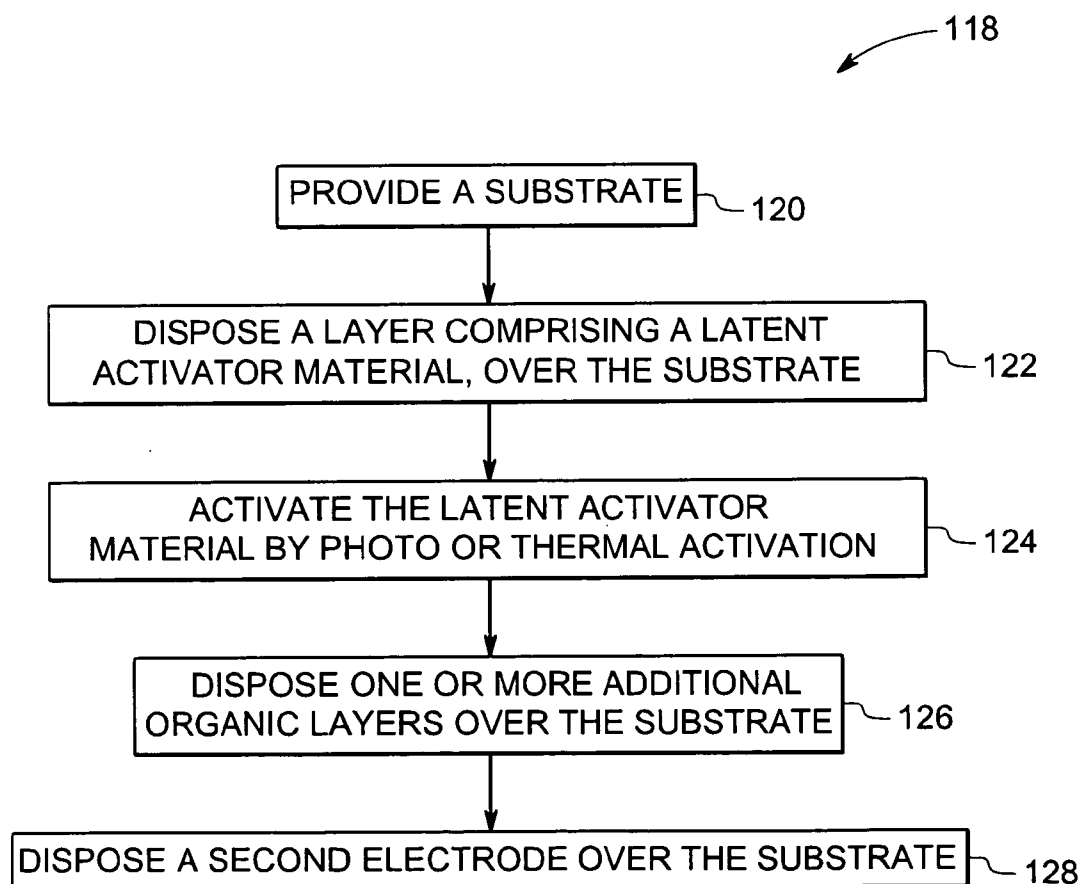 118
PROVIDE A SUBSTRATE
120
DISPOSE A LAYER COMPRISING A LATENT
ACTIVATOR MATERIAL, OVER THE SUBSTRATE
122
ACTIVATE THE LATENT ACTIVATOR
MATERIAL BY PHOTO OR THERMAL ACTIVATION
124
DISPOSE ONE OR MORE ADDITIONAL
ORGANIC LAYERS OVER THE SUBSTRATE
126
DISPOSE A SECOND ELECTRODE OVER THE SUBSTRATE
128